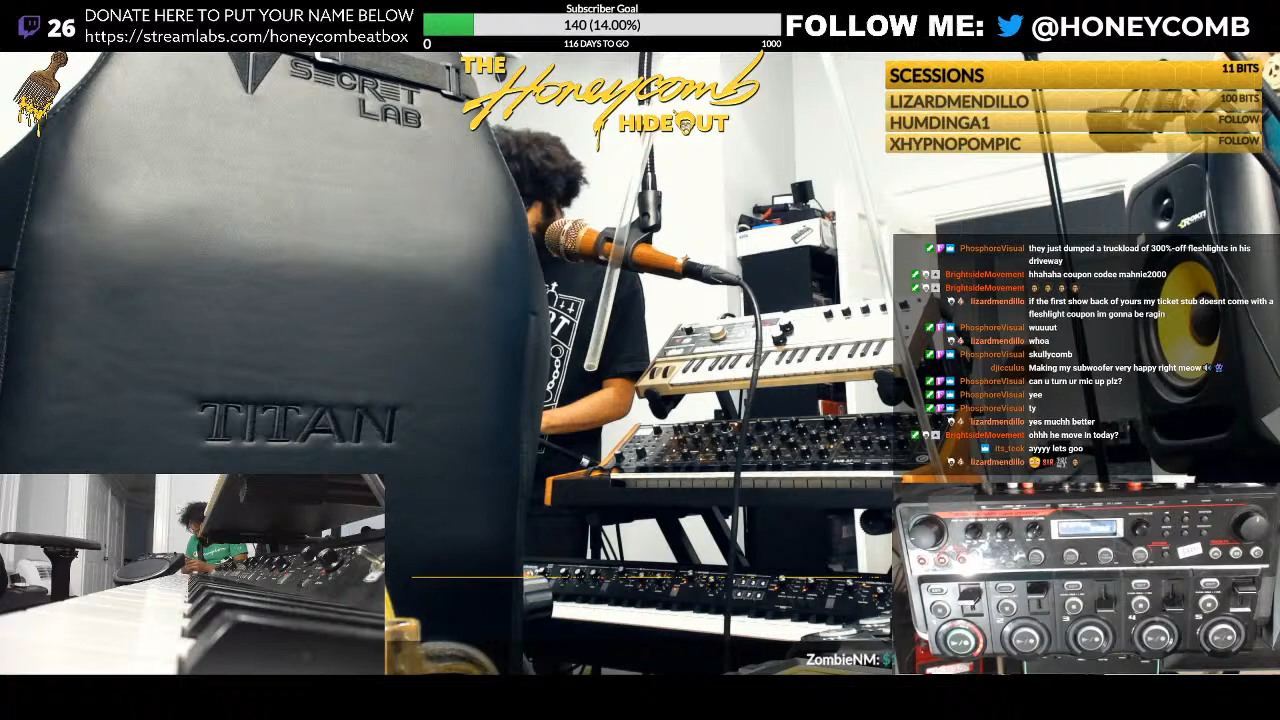 26
DONATE HERE TO PUT YOUR NAME BELOW
https://streamlabs.com/honeycombeatbox
Subscriber Goal
140 (14.00%)
0
116 DAYS TO GO
1000
FOLLOW ME: @HONEYCOMB
SECRET
LAB
THE
Honeycomb
HIDEOUT
SCESSIONS 11 BITS
LIZARDMENDILLO 100 BITS
HUMDINGA1 FOLLOW
XHYPNOPOMPIC FOLLOW
PhosphoreVisual they just dumped a truckload of 300%-off fleshlights in his
driveway
BrightsideMovement hhahaha coupon codee mahnie2000
BrightsideMovement
lizardmendillo if the first show back of yours my ticket stub doesnt come with a
fleshlight coupon im gonna be ragin
PhosphoreVisual wuuuut
lizardmendillo whoa
PhosphoreVisual skullycomb
djicculus Making my subwoofer very happy right meow
PhosphoreVisual can u turn ur mic up plz?
PhosphoreVisual yee
PhosphoreVisual ty
lizardmendillo yes muchh better
BrightsideMovement ohhh he move in today?
its_teek ayyyy lets goo
lizardmendillo
TITAN
ZombieNM: $1